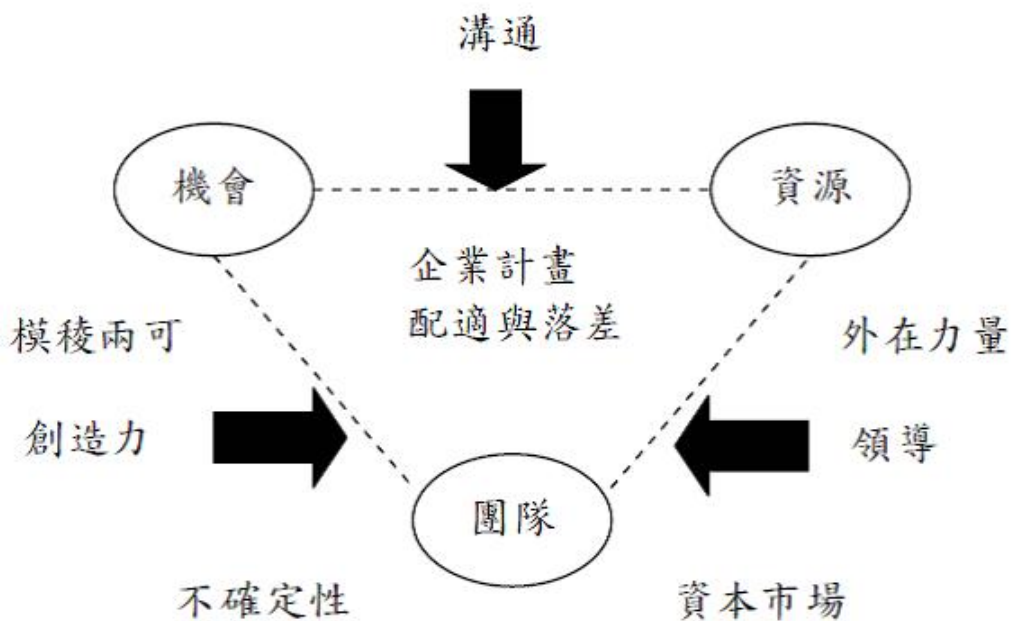 溝通
機會
資源
企業計畫
配適與落差
模稜兩可
外在力量
創造力
領導
團隊
不確定性
資本市場